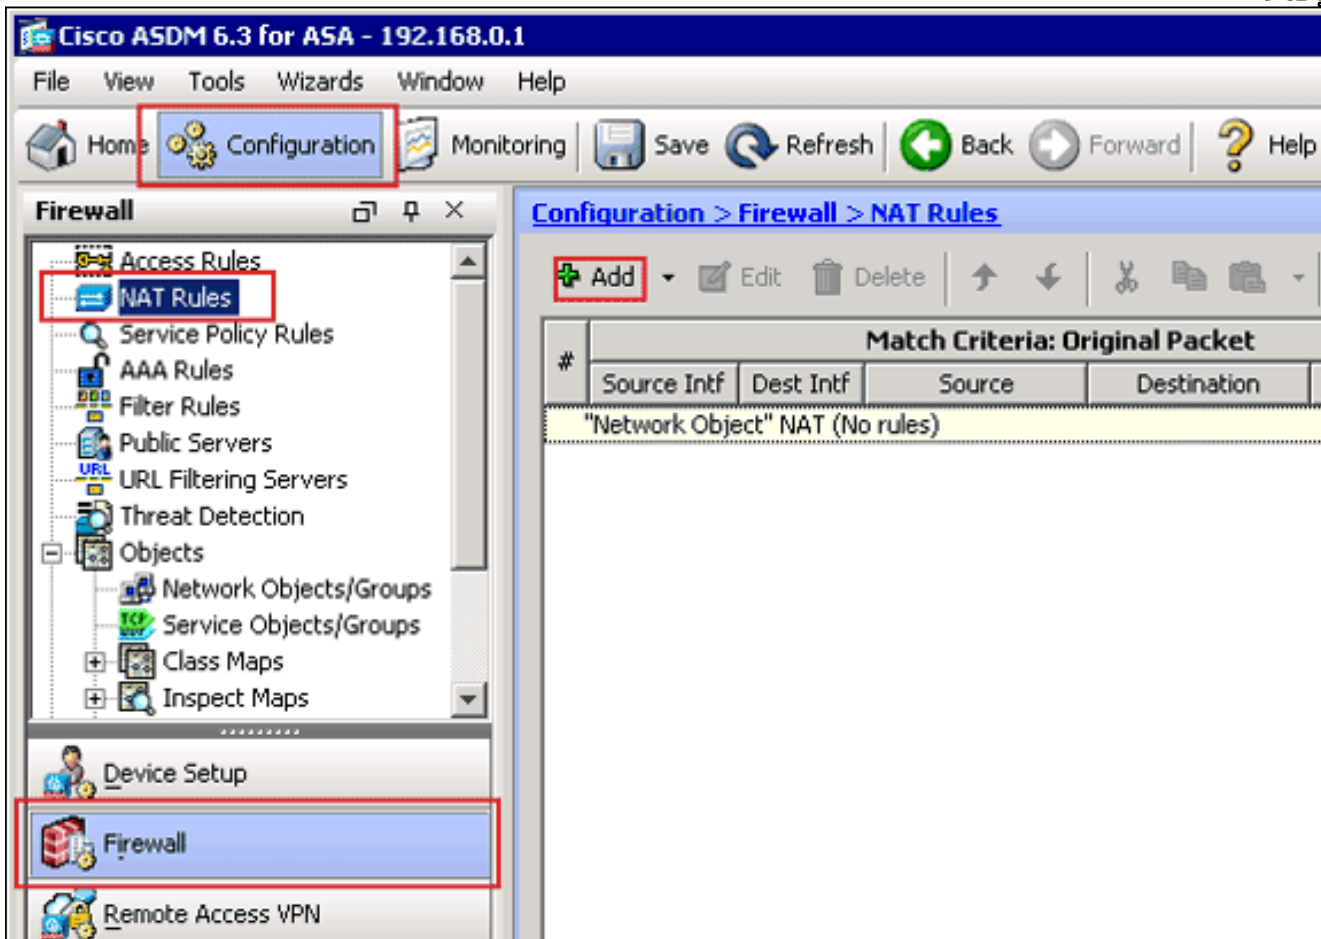 Cisco ASDM 6.3 for ASA - 192.168.0.1
File View Tools Wizards Window Help
Home Configuration Monitoring Save Refresh Back Forward Help
Firewall
Configuration > Firewall > NAT Rules
Access Rules
NAT Rules
Service Policy Rules
AAA Rules
Filter Rules
Public Servers
URL URL Filtering Servers
Threat Detection
Objects
Network Objects/Groups
TCP Service Objects/Groups
Class Maps
Inspect Maps
Add Edit Delete
# Match Criteria: Original Packet
Source Intf Dest Intf Source Destination
"Network Object" NAT (No rules)
Device Setup
Firewall
Remote Access VPN